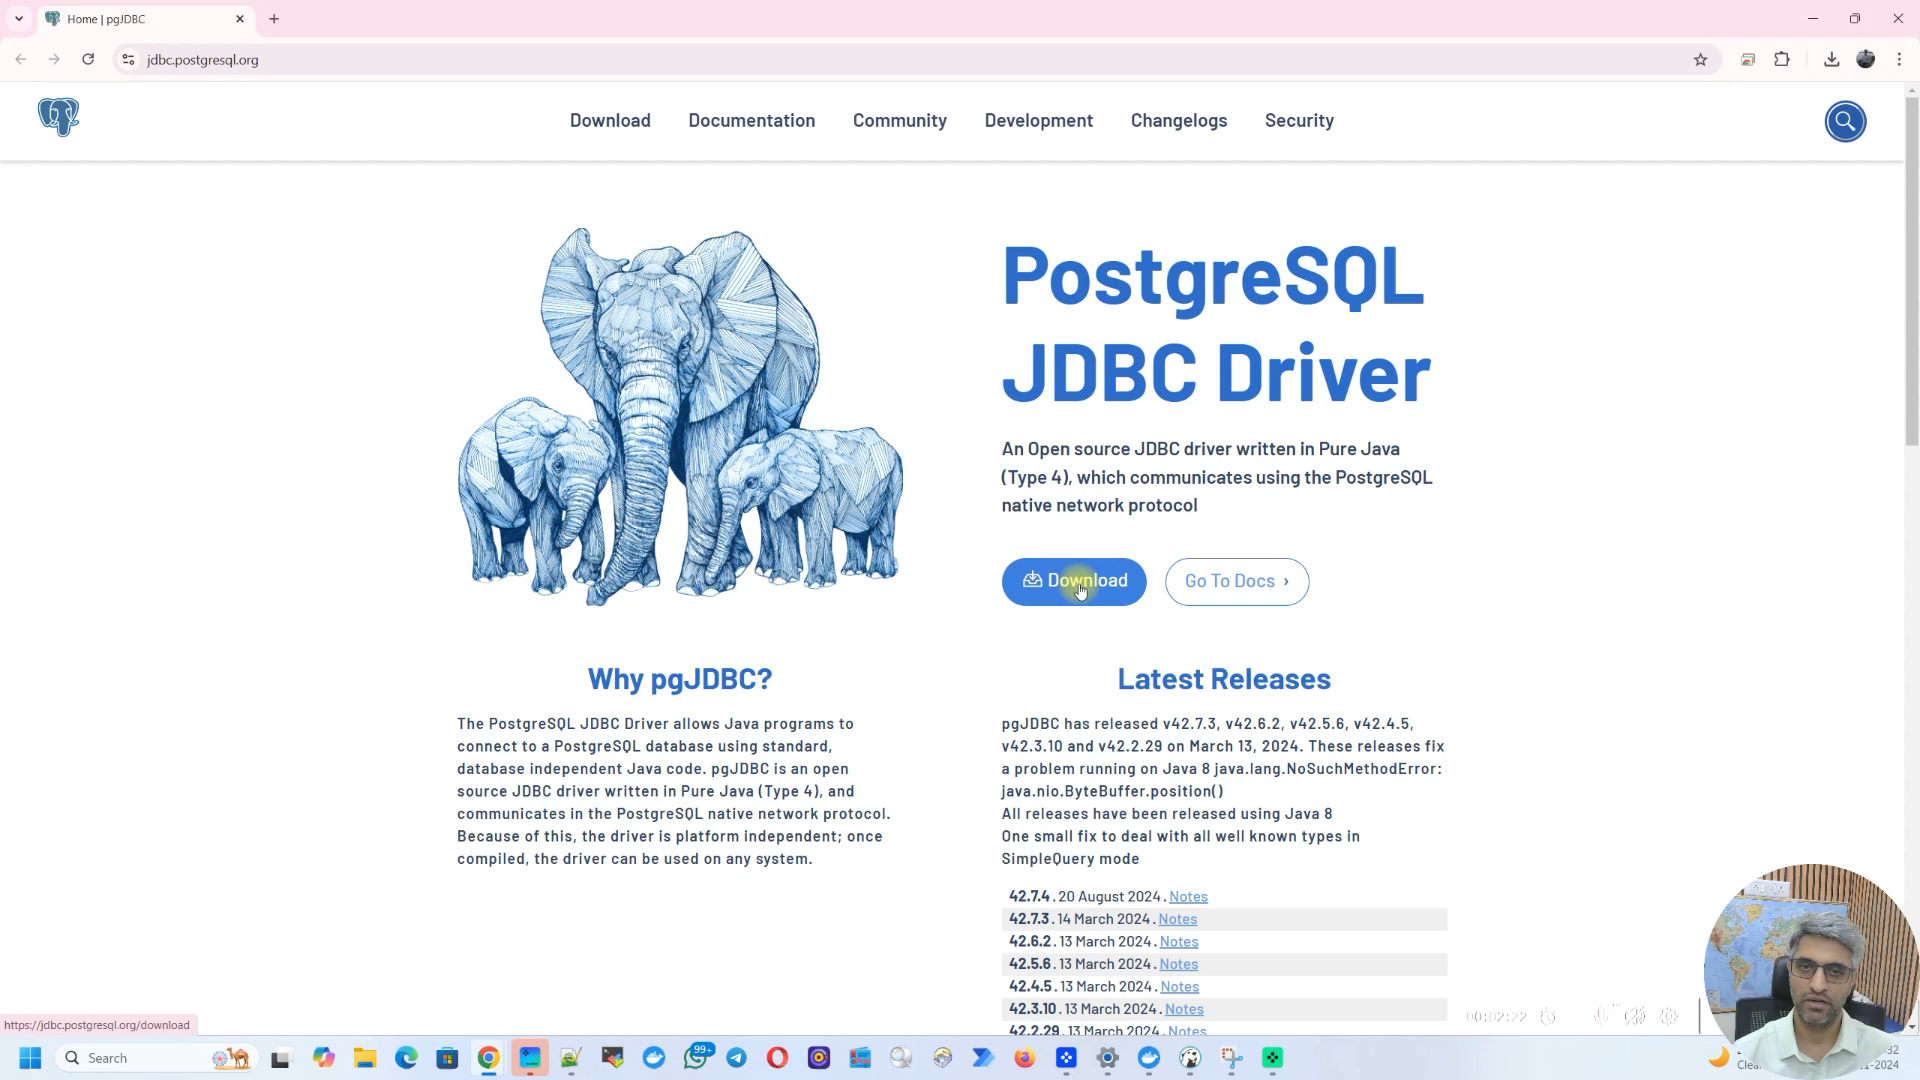 Home | pgJDBC
jdbc.postgresql.org
Download
Documentation
Community
Development
Changelogs
Security
PostgreSQL
JDBC Driver
An Open source JDBC driver written in Pure Java
(Type 4), which communicates using the PostgreSQL
native network protocol
Download
Go To Docs ›
Why pgJDBC?
The PostgreSQL JDBC Driver allows Java programs to
connect to a PostgreSQL database using standard,
database independent Java code. pgJDBC is an open
source JDBC driver written in Pure Java (Type 4), and
communicates in the PostgreSQL native network protocol.
Because of this, the driver is platform independent; once
compiled, the driver can be used on any system.
Latest Releases
pgJDBC has released v42.7.3, v42.6.2, v42.5.6, v42.4.5,
v42.3.10 and v42.2.29 on March 13, 2024. These releases fix
a problem running on Java 8 java.lang.NoSuchMethodError:
java.nio.ByteBuffer.position()
All releases have been released using Java 8
One small fix to deal with all well known types in
SimpleQuery mode
42.7.4 . 20 August 2024 . Notes
42.7.3 . 14 March 2024 . Notes
42.6.2 . 13 March 2024 . Notes
42.5.6 . 13 March 2024 . Notes
42.4.5 . 13 March 2024 . Notes
42.3.10 . 13 March 2024 . Notes
42.2.29 . 13 March 2024 . Notes
00:02:22
https://jdbc.postgresql.org/download
Search
99+